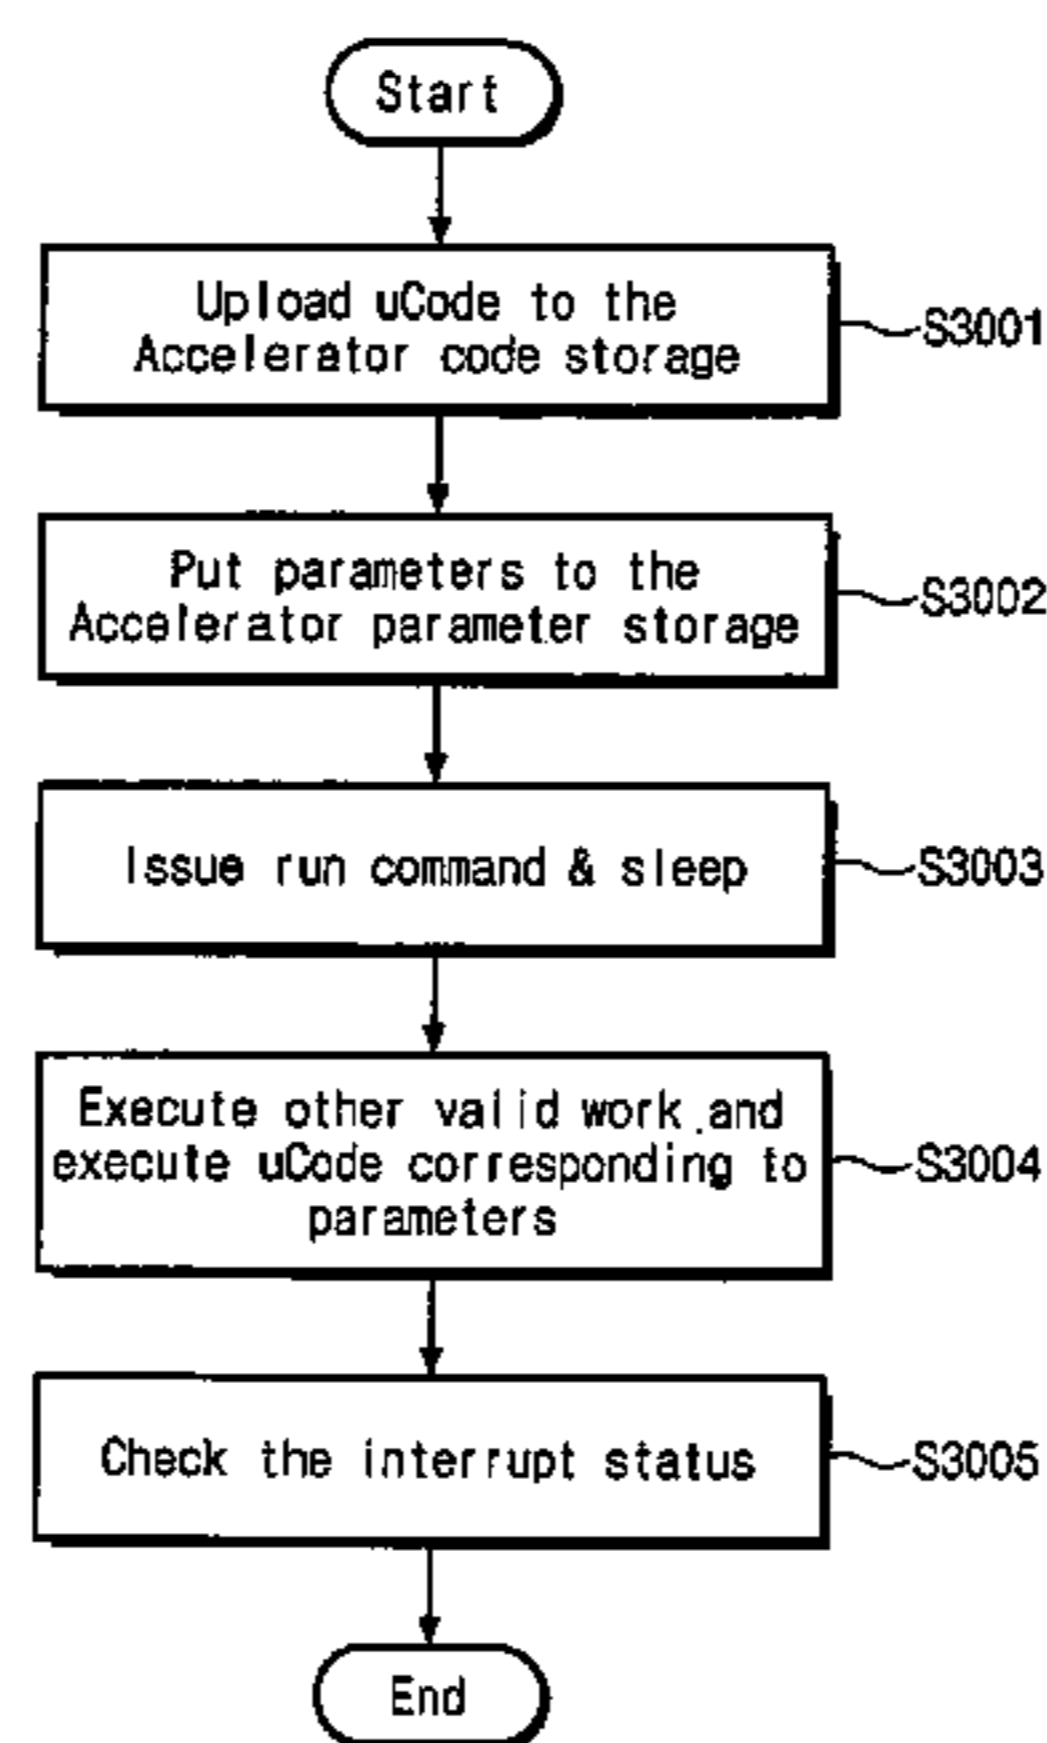 Start
Upload uCode to the
Accelerator code storage
S3001
Put parameters to the
Accelerator parameter storage
S3002
Issue run command & sleep
S3003
Execute other valid work and
execute uCode corresponding to
parameters
S3004
Check the interrupt status
S3005
End